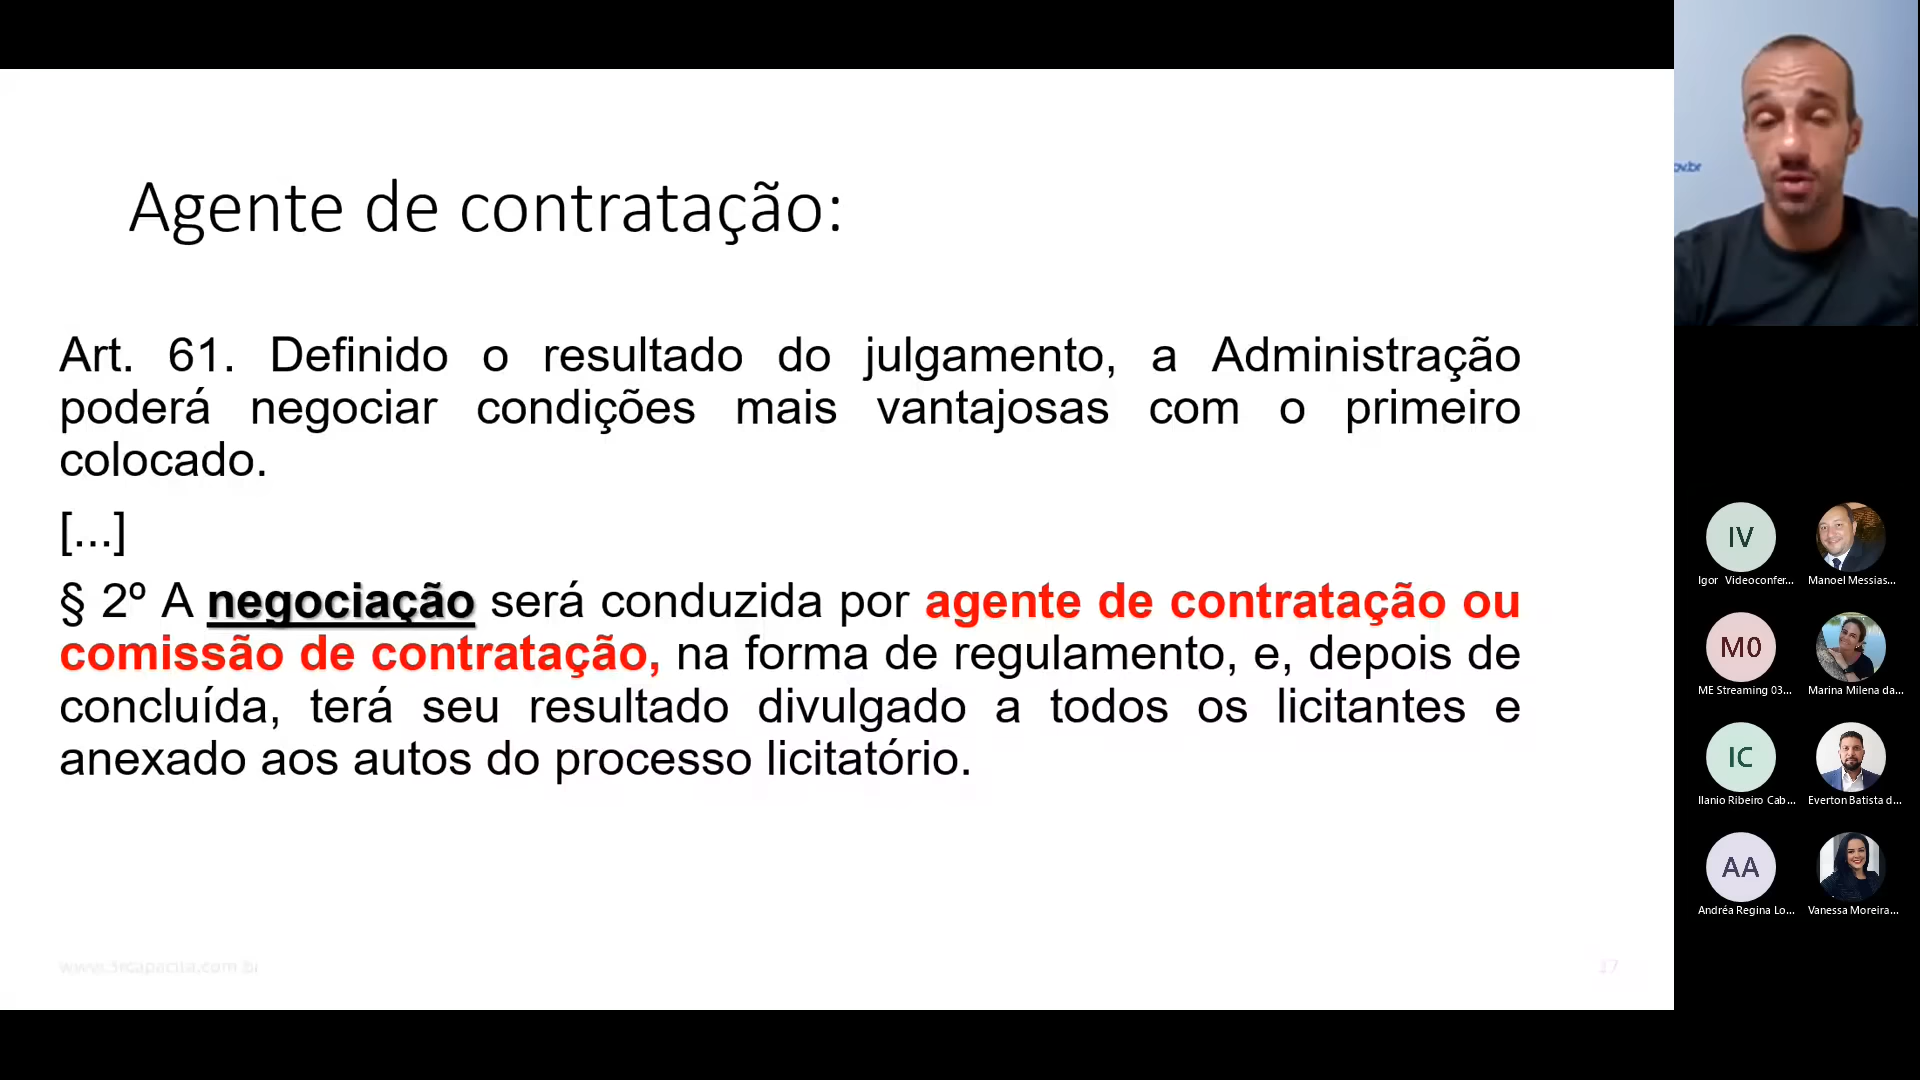 Agente de contratação:
Art. 61. Definido o resultado do julgamento, a Administração
poderá negociar condições mais vantajosas com o primeiro
colocado.
[...]
§ 2º A negociação será conduzida por agente de contratação ou
comissão de contratação, na forma de regulamento, e, depois de
concluída, terá seu resultado divulgado a todos os licitantes e
anexado aos autos do processo licitatório.
17
ov.br
IV
Igor Videoconfer...
Manoel Messias...
M0
ME Streaming 03...
Marina Milena da...
IC
Ilanio Ribeiro Cab...
Everton Batista d...
AA
Andréa Regina Lo...
Vanessa Moreira...